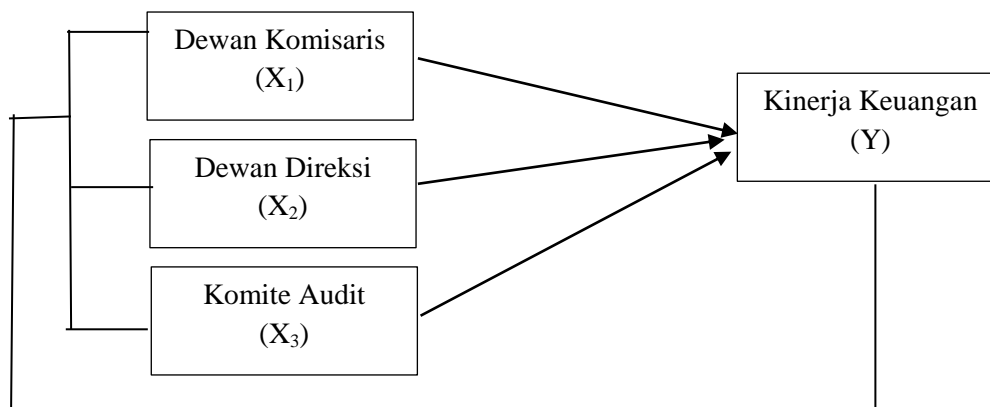 Dewan Komisaris
(X₁)
Kinerja Keuangan
(Y)
Dewan Direksi
(X₂)
Komite Audit
(X₃)